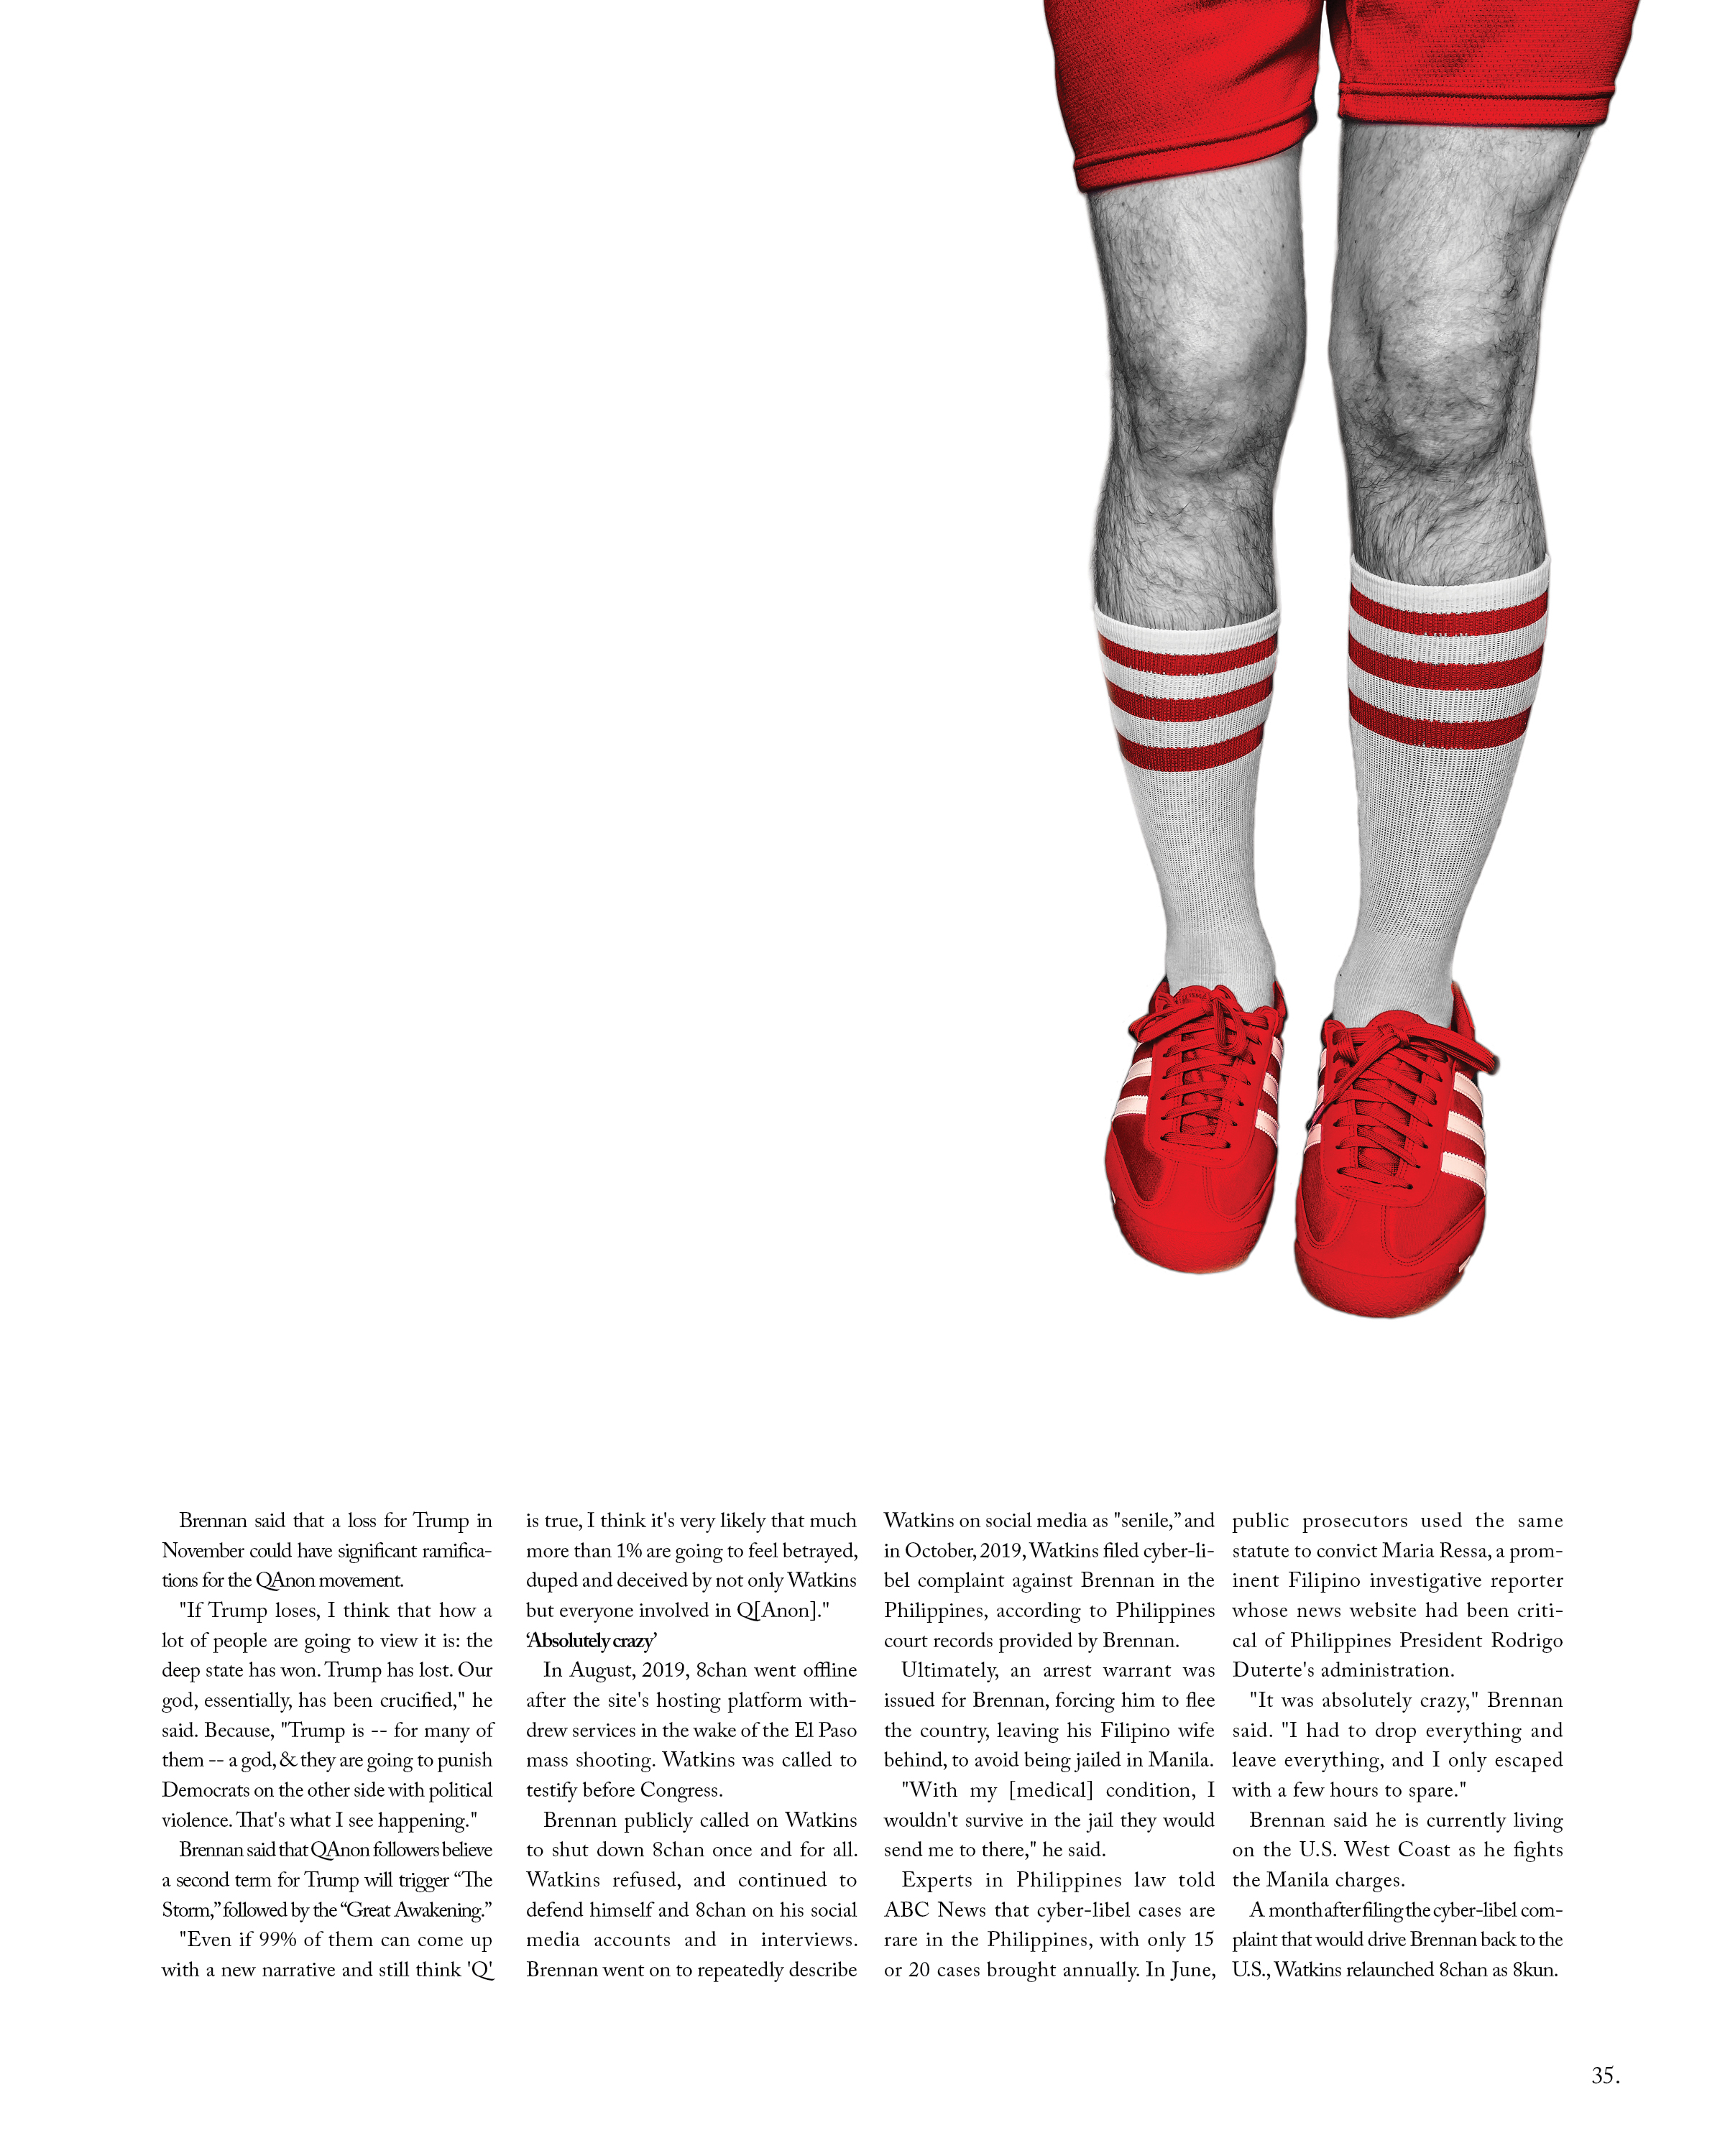 Brennan said that a loss for Trump in
November could have significant ramifica-
tions for the QAnon movement.
"If Trump loses, I think that how a
lot of people are going to view it is: the
deep state has won. Trump has lost. Our
god, essentially, has been crucified," he
said. Because, "Trump is -- for many of
them -- a god, & they are going to punish
Democrats on the other side with political
violence. That's what I see happening."
Brennan said that QAnon followers believe
a second term for Trump will trigger “The
Storm,” followed by the “Great Awakening.”
"Even if 99% of them can come up
with a new narrative and still think 'Q'
is true, I think it's very likely that much
more than 1% are going to feel betrayed,
duped and deceived by not only Watkins
but everyone involved in Q[Anon]."
‘Absolutely crazy’
In August, 2019, 8chan went offline
after the site's hosting platform with-
drew services in the wake of the El Paso
mass shooting. Watkins was called to
testify before Congress.
Brennan publicly called on Watkins
to shut down 8chan once and for all.
Watkins refused, and continued to
defend himself and 8chan on his social
media accounts and in interviews.
Brennan went on to repeatedly describe
Watkins on social media as "senile,” and
in October, 2019, Watkins filed cyber-li-
bel complaint against Brennan in the
Philippines, according to Philippines
court records provided by Brennan.
Ultimately, an arrest warrant was
issued for Brennan, forcing him to flee
the country, leaving his Filipino wife
behind, to avoid being jailed in Manila.
"With my [medical] condition, I
wouldn't survive in the jail they would
send me to there," he said.
Experts in Philippines law told
ABC News that cyber-libel cases are
rare in the Philippines, with only 15
or 20 cases brought annually. In June,
public prosecutors used the same
statute to convict Maria Ressa, a prom-
inent Filipino investigative reporter
whose news website had been criti-
cal of Philippines President Rodrigo
Duterte's administration.
"It was absolutely crazy," Brennan
said. "I had to drop everything and
leave everything, and I only escaped
with a few hours to spare."
Brennan said he is currently living
on the U.S. West Coast as he fights
the Manila charges.
A month after filing the cyber-libel com-
plaint that would drive Brennan back to the
U.S., Watkins relaunched 8chan as 8kun.
35.